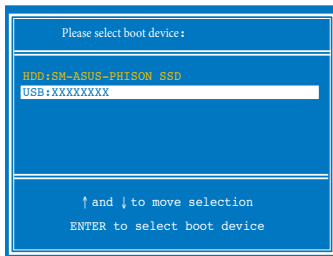 Please select boot device：
HDD:SM-ASUS-PHISON SSD
USB:XXXXXXXX
↑ and ↓ to move selection
ENTER to select boot device